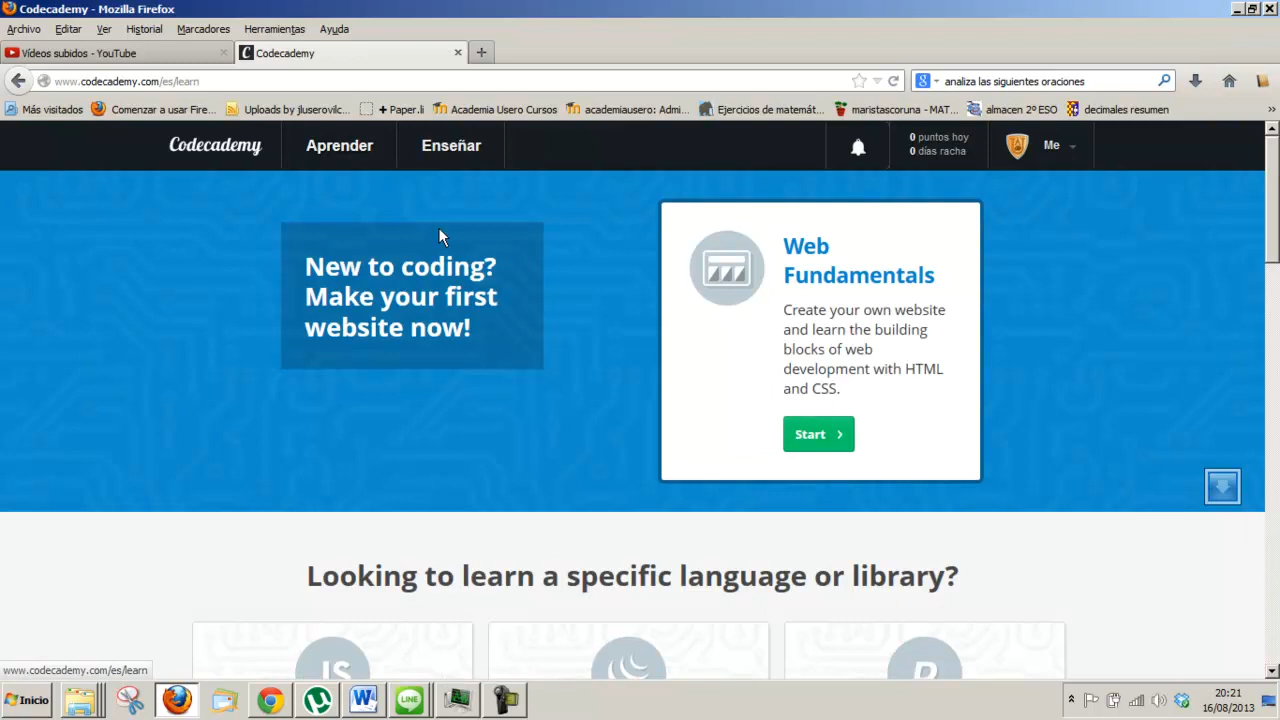 Codecademy - Mozilla Firefox
Archivo Editar Ver Historial Marcadores Herramientas Ayuda
Vídeos subidos - YouTube
Codecademy
www.codecademy.com/es/learn
analiza las siguientes oraciones
Más visitados Comenzar a usar Fire... Uploads by jluserovilc... + Paper.li Academia Usero Cursos academiausero: Admi... Ejercicios de matemát... maristascoruna - MAT... almacen 2º ESO decimales resumen »
Codecademy Aprender Enseñar
0 puntos hoy
0 días racha
Me
New to coding?
Make your first
website now!
Web
Fundamentals
Create your own website
and learn the building
blocks of web
development with HTML
and CSS.
Start
Looking to learn a specific language or library?
JS
www.codecademy.com/es/learn
Inicio
20:21
16/08/2013